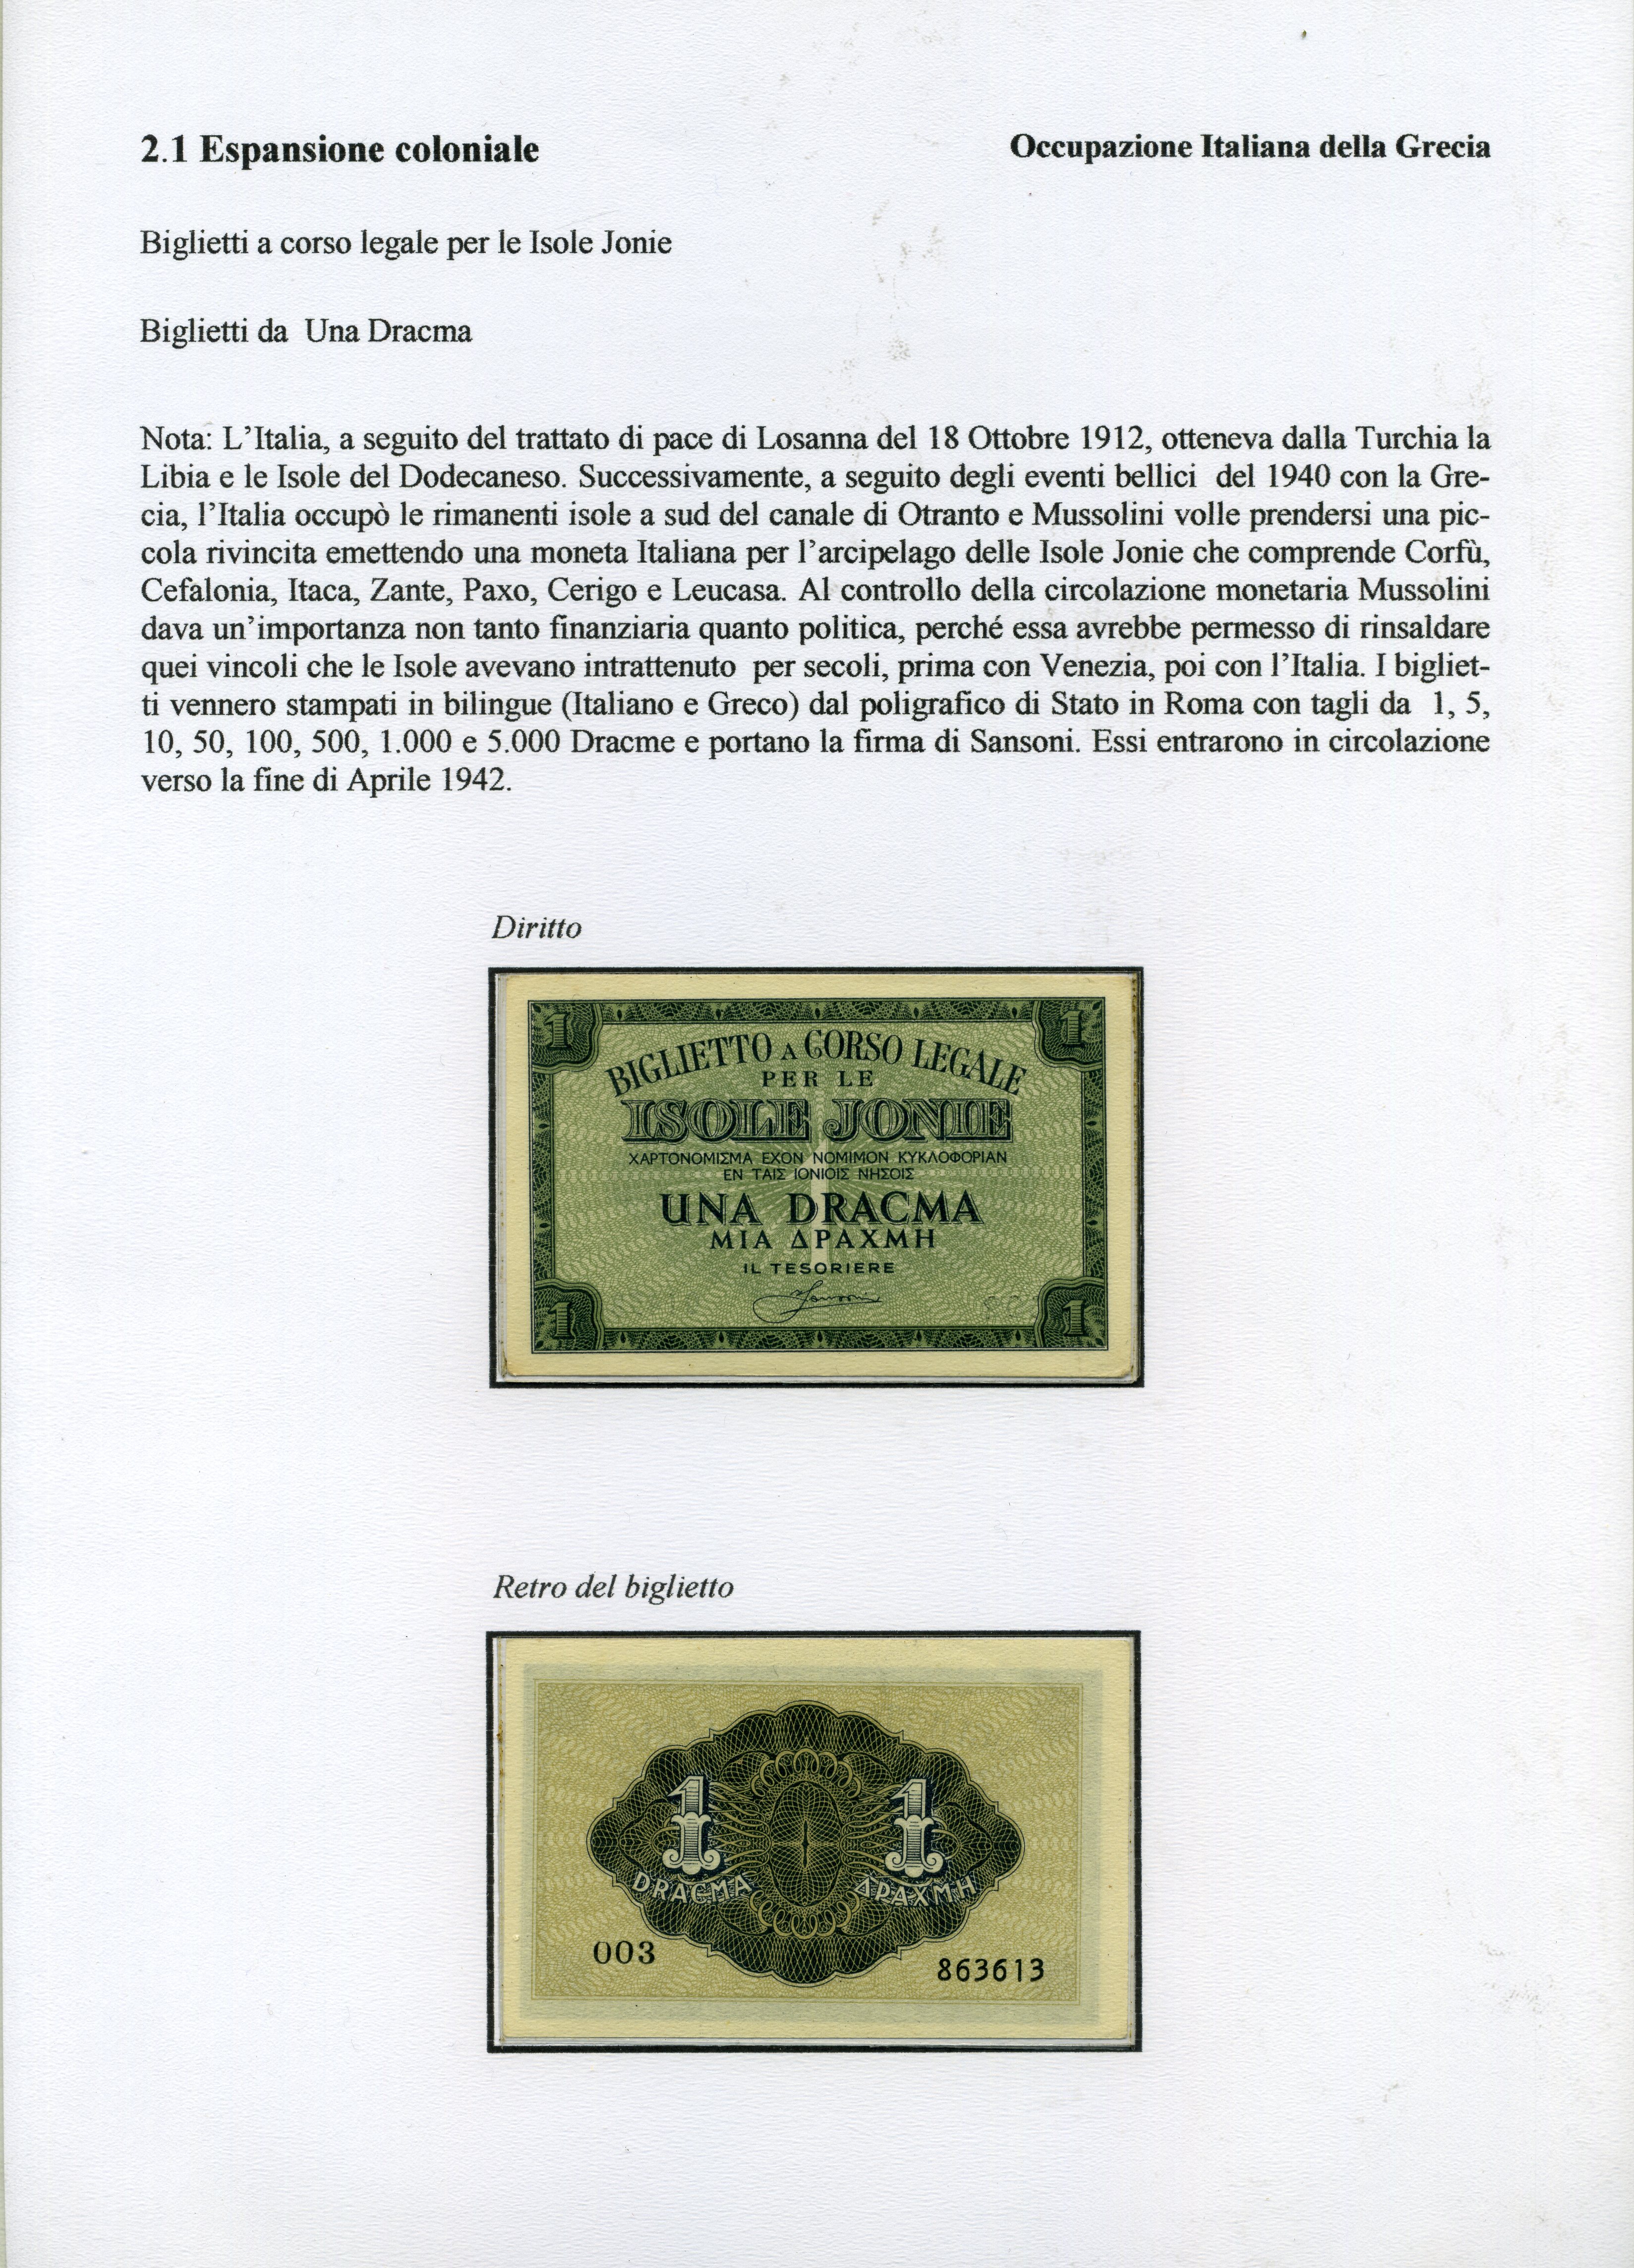 2.1 Espansione coloniale
Occupazione Italiana della Grecia
Biglietti a corso legale per le Isole Jonie
Biglietti da Una Dracma
Nota: L'Italia, a seguito del trattato di pace di Losanna del 18 Ottobre 1912, otteneva dalla Turchia la
Libia e le Isole del Dodecaneso. Successivamente, a seguito degli eventi bellici del 1940 con la Gre-
cia, l'Italia occupò le rimanenti isole a sud del canale di Otranto e Mussolini volle prendersi una pic-
cola rivincita emettendo una moneta Italiana per l'arcipelago delle Isole Jonie che comprende Corfù,
Cefalonia, Itaca, Zante, Paxo, Cerigo e Leucasa. Al controllo della circolazione monetaria Mussolini
dava un'importanza non tanto finanziaria quanto politica, perché essa avrebbe permesso di rinsaldare
quei vincoli che le Isole avevano intrattenuto per secoli, prima con Venezia, poi con l'Italia. I bigliet-
ti vennero stampati in bilingue (Italiano e Greco) dal poligrafico di Stato in Roma con tagli da 1, 5,
10, 50, 100, 500, 1.000 e 5.000 Dracme e portano la firma di Sansoni. Essi entrarono in circolazione
verso la fine di Aprile 1942.
Diritto
1 1
BIGLIETTO A CORSO LEGALE
PER LE
ISOLE JONIE
ΧΑΡΤΟΝΟΜΙΣΜΑ ΕΧΟΝ ΝΟΜΙΜΟΝ ΚΥΚΛΟΦΟΡΙΑΝ
ΕΝ ΤΑΙΣ ΙΟΝΙΟΙΣ ΝΗΣΟΙΣ
UNA DRACMA
ΜΙΑ ΔΡΑΧΜΗ
IL TESORIERE
Sansoni
1 1
Retro del biglietto
1 1
DRACMA ΔΡΑΧΜΗ
003
863613